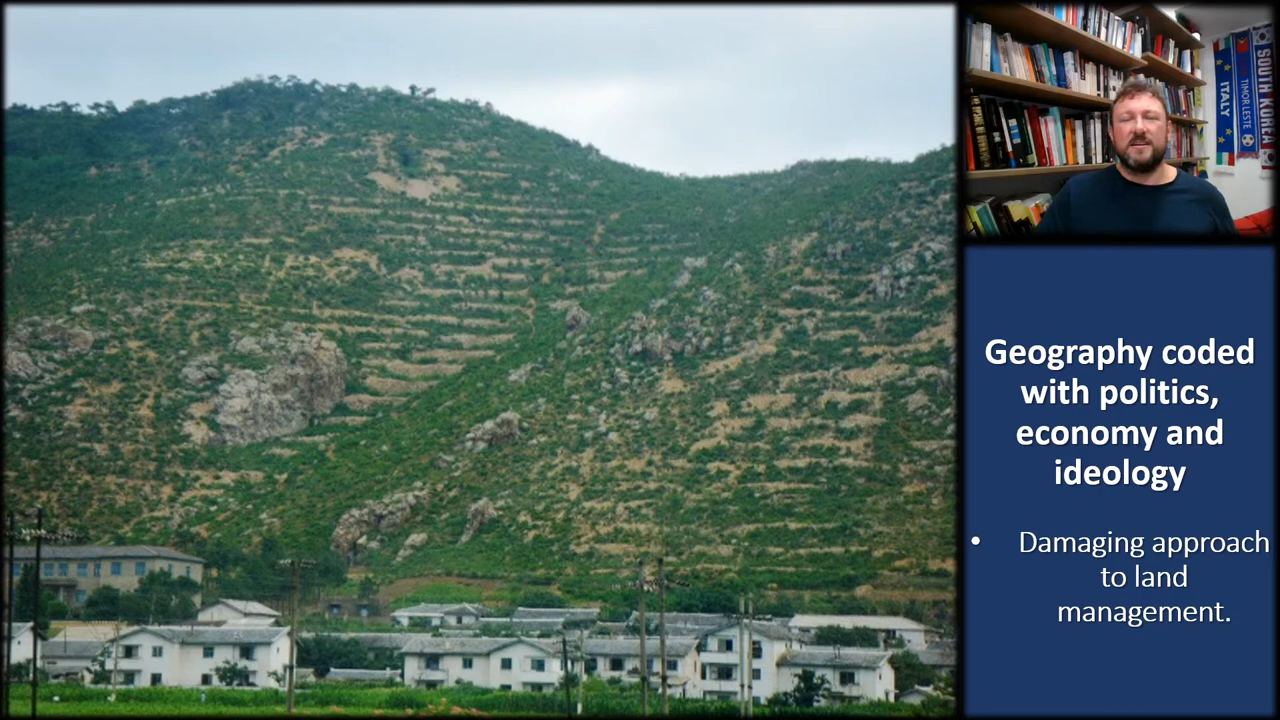 ITALY
TIMOR-LESTE
SOUTH KOREA
Geography coded
with politics,
economy and
ideology
• Damaging approach
to land
management.